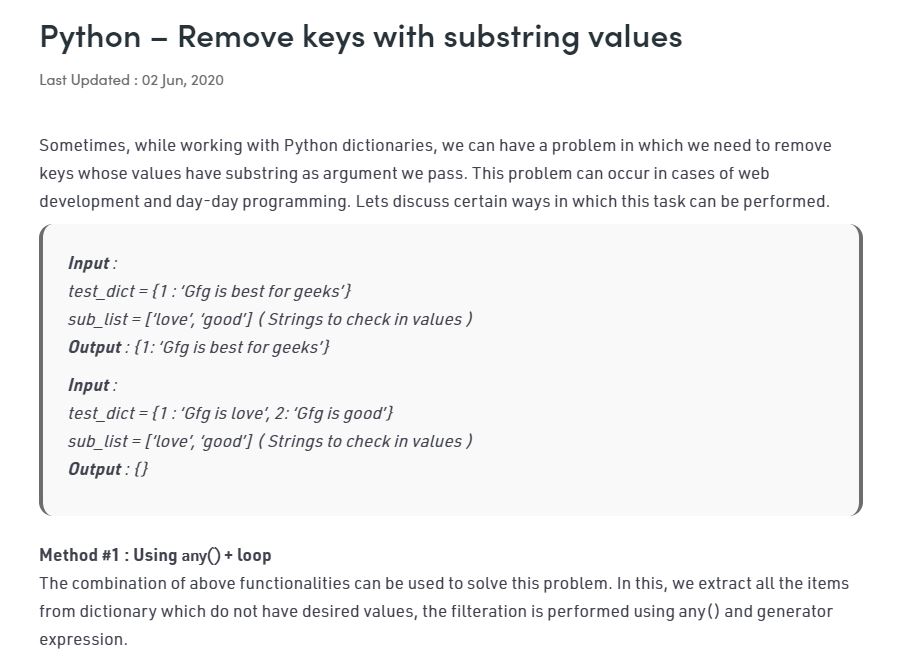 Python – Remove keys with substring values
Last Updated : 02 Jun, 2020
Sometimes, while working with Python dictionaries, we can have a problem in which we need to remove
keys whose values have substring as argument we pass. This problem can occur in cases of web
development and day-day programming. Lets discuss certain ways in which this task can be performed.
Input :
test_dict = {1 : ‘Gfg is best for geeks’}
sub_list = [‘love’, ‘good’] ( Strings to check in values )
Output : {1: ‘Gfg is best for geeks’}
Input :
test_dict = {1 : ‘Gfg is love’, 2: ‘Gfg is good’}
sub_list = [‘love’, ‘good’] ( Strings to check in values )
Output : {}
Method #1 : Using any() + loop
The combination of above functionalities can be used to solve this problem. In this, we extract all the items
from dictionary which do not have desired values, the filteration is performed using any() and generator
expression.